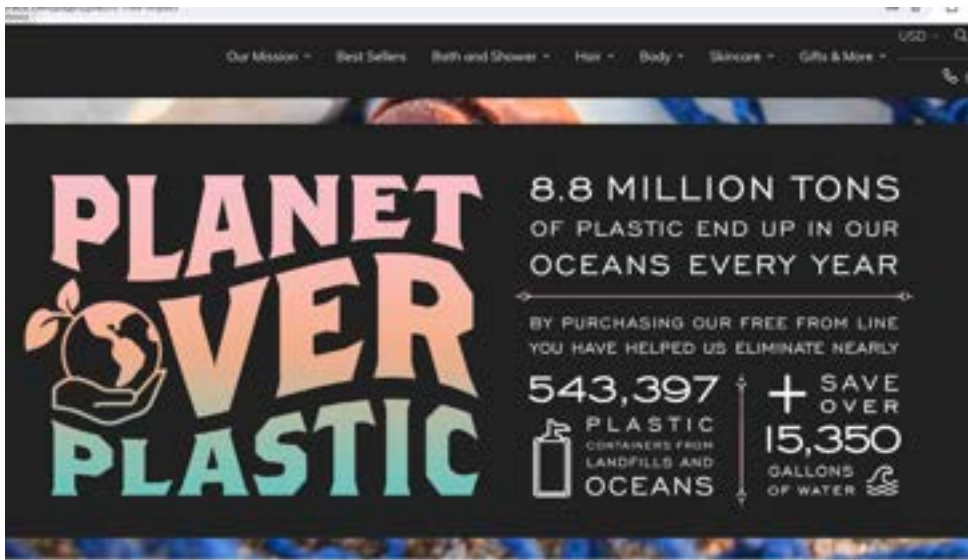 USD
Our Mission Best Sellers Bath and Shower Hair Body Skincare Gifts & More
PLANET
OVER
PLASTIC
8.8 MILLION TONS
OF PLASTIC END UP IN OUR
OCEANS EVERY YEAR
BY PURCHASING OUR FREE FROM LINE
YOU HAVE HELPED US ELIMINATE NEARLY
543,397
PLASTIC
CONTAINERS FROM
LANDFILLS AND
OCEANS
+ SAVE
OVER
15,350
GALLONS
OF WATER